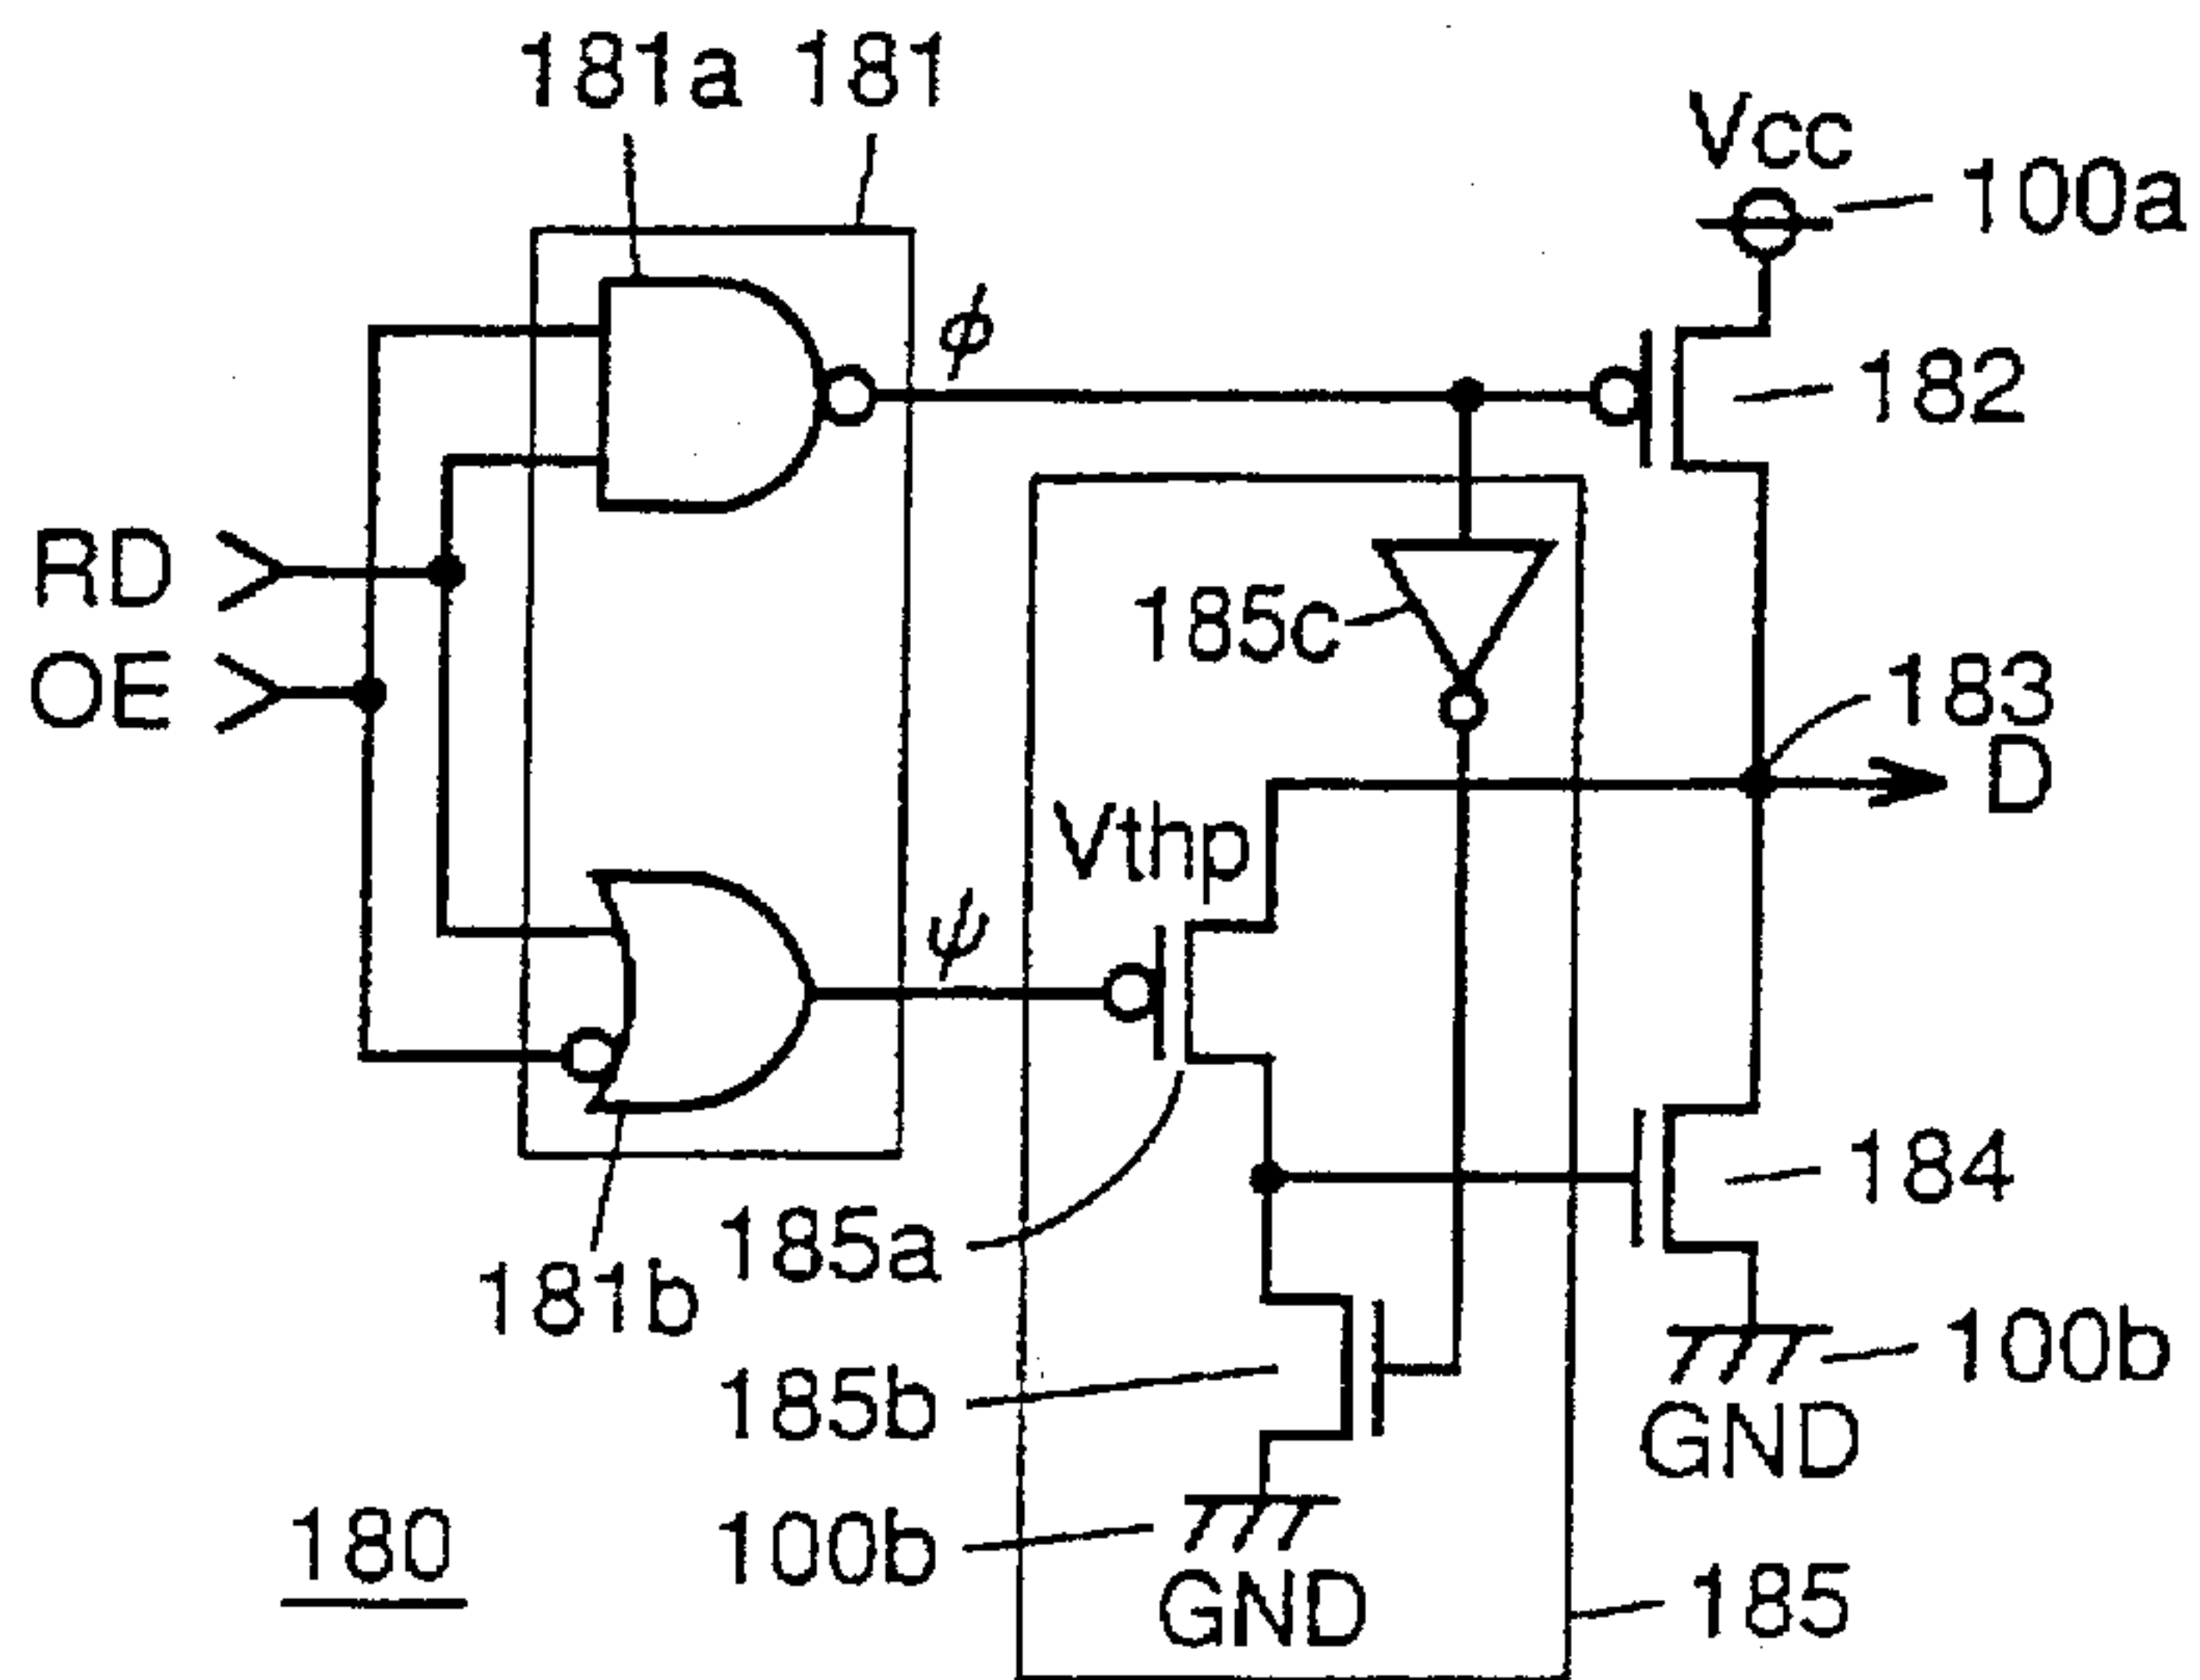 181a 181
Vcc
100a
ϕ
182
RD
185c
OE
183
D
Vthp
ψ
184
185a
181b
100b
185b
GND
180
100b
185
GND